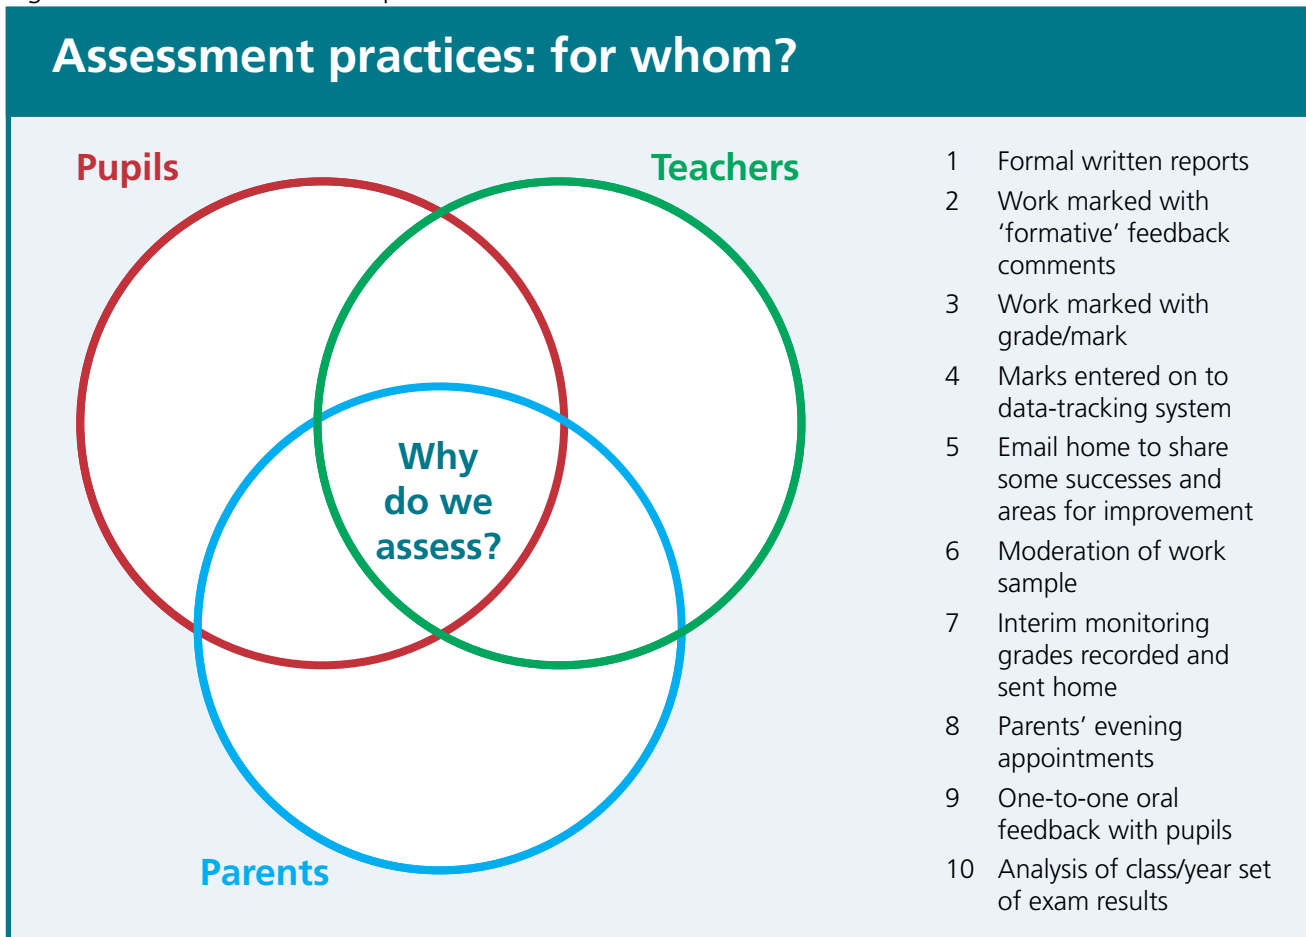 Assessment practices: for whom?
Pupils
Teachers
Why
do we
assess?
Parents
1 Formal written reports
2 Work marked with
‘formative’ feedback
comments
3 Work marked with
grade/mark
4 Marks entered on to
data-tracking system
5 Email home to share
some successes and
areas for improvement
6 Moderation of work
sample
7 Interim monitoring
grades recorded and
sent home
8 Parents’ evening
appointments
9 One-to-one oral
feedback with pupils
10 Analysis of class/year set
of exam results